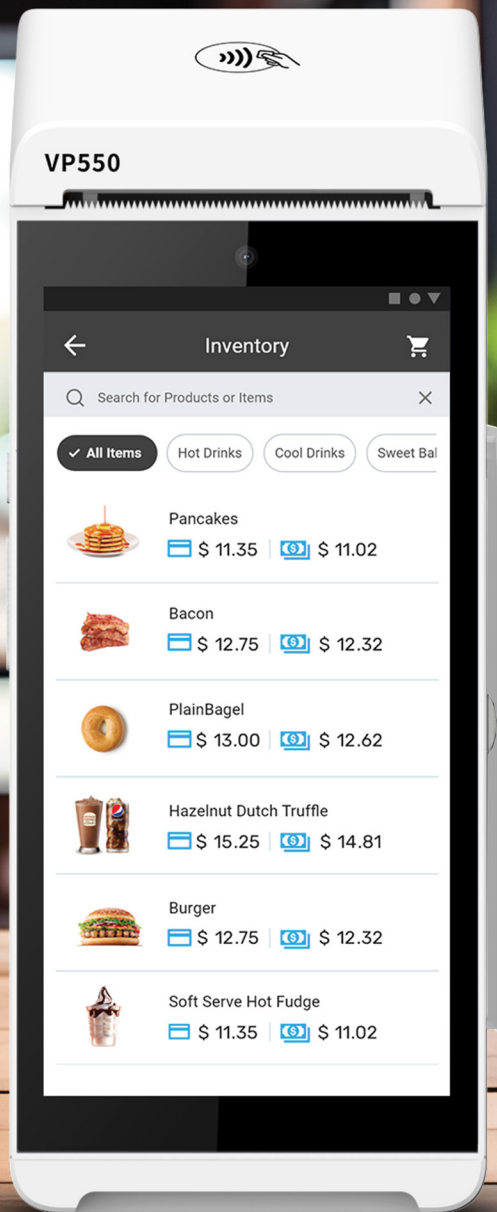 VP550
Inventory
Search for Products or Items
All Items Hot Drinks Cool Drinks Sweet Bal
Pancakes
$ 11.35 $ 11.02
Bacon
$ 12.75 $ 12.32
PlainBagel
$ 13.00 $ 12.62
Hazelnut Dutch Truffle
$ 15.25 $ 14.81
Burger
$ 12.75 $ 12.32
Soft Serve Hot Fudge
$ 11.35 $ 11.02